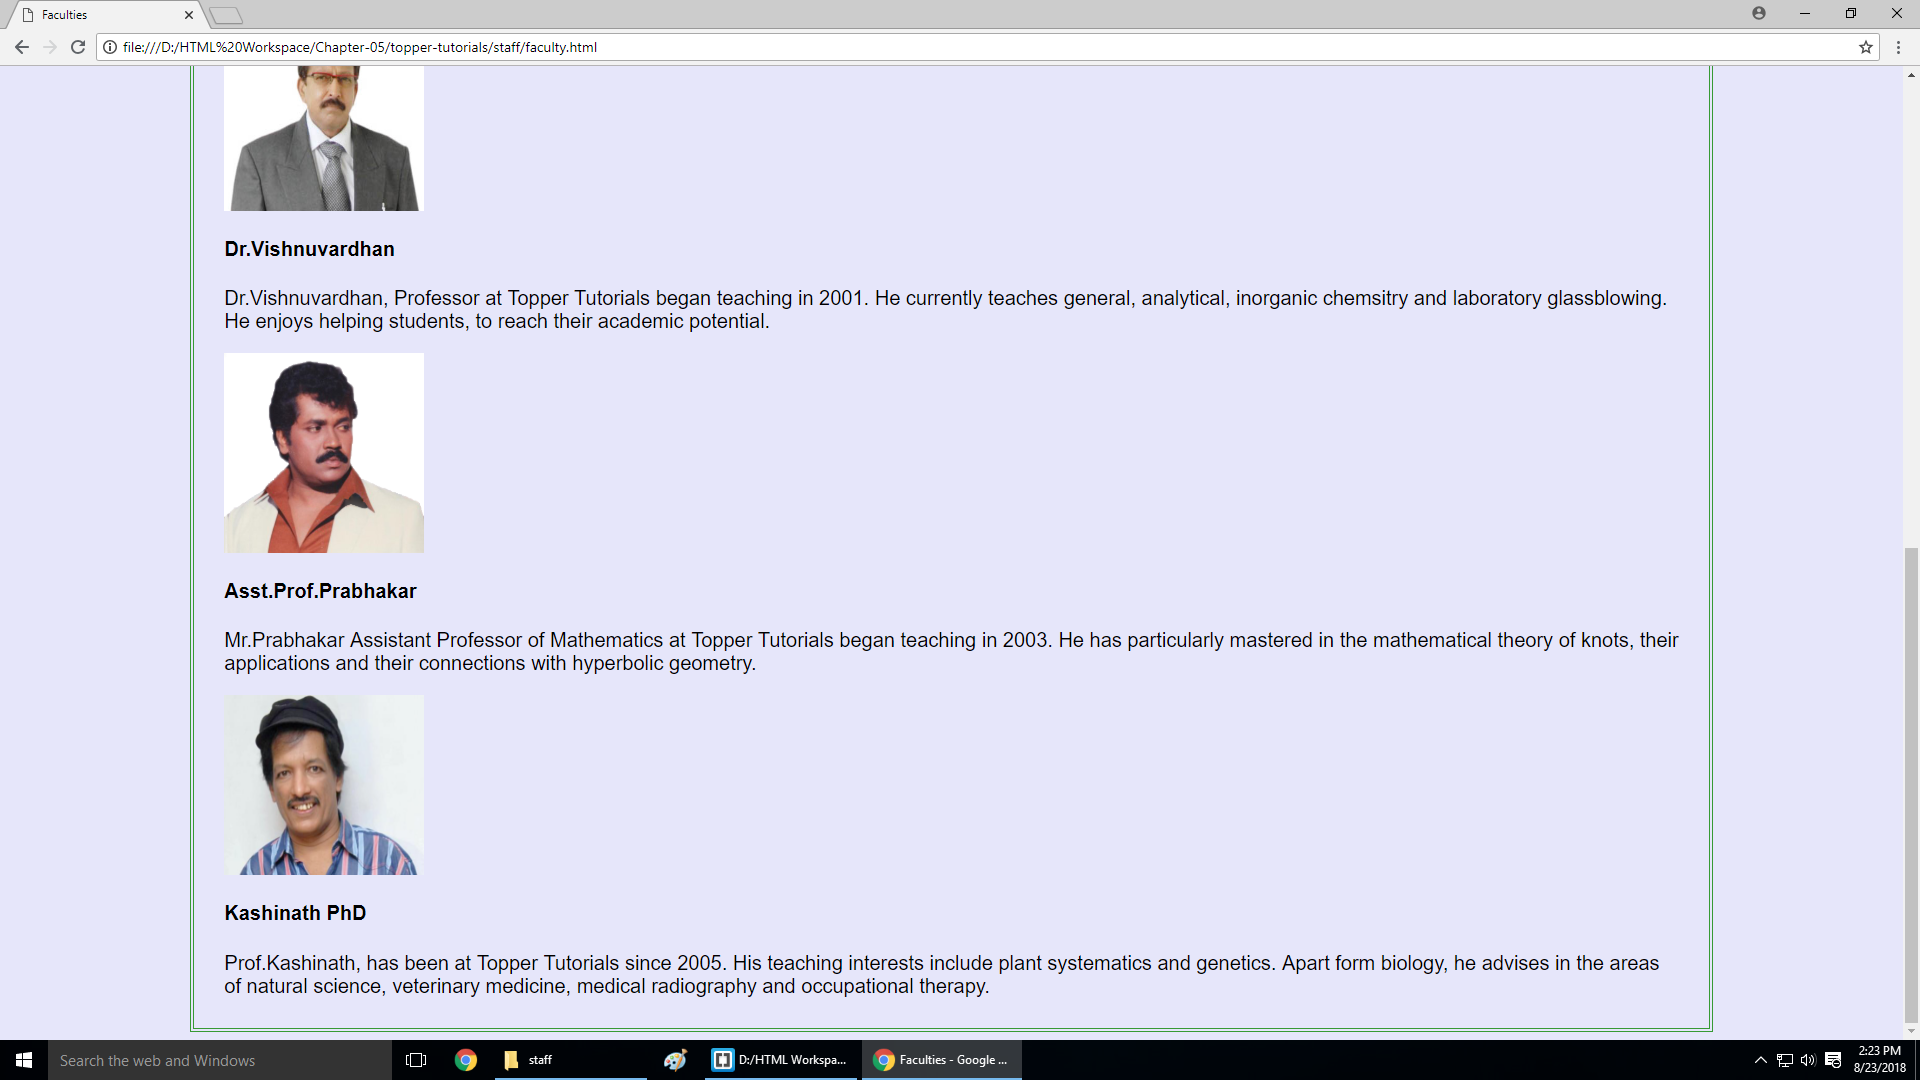 Faculties
file:///D:/HTML%20Workspace/Chapter-05/topper-tutorials/staff/faculty.html
Dr.Vishnuvardhan
Dr.Vishnuvardhan, Professor at Topper Tutorials began teaching in 2001. He currently teaches general, analytical, inorganic chemsitry and laboratory glassblowing.
He enjoys helping students, to reach their academic potential.
Asst.Prof.Prabhakar
Mr.Prabhakar Assistant Professor of Mathematics at Topper Tutorials began teaching in 2003. He has particularly mastered in the mathematical theory of knots, their
applications and their connections with hyperbolic geometry.
Kashinath PhD
Prof.Kashinath, has been at Topper Tutorials since 2005. His teaching interests include plant systematics and genetics. Apart form biology, he advises in the areas
of natural science, veterinary medicine, medical radiography and occupational therapy.
Search the web and Windows
staff
D:/HTML Workspa...
Faculties - Google ...
2:23 PM
8/23/2018